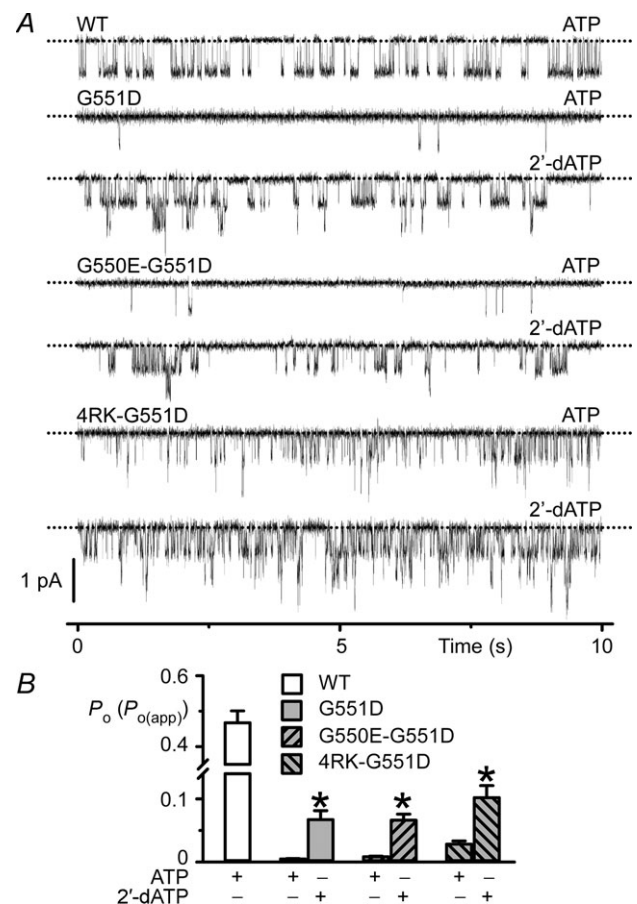 A
WT ATP
G551D ATP
2'-dATP
G550E-G551D ATP
2'-dATP
4RK-G551D ATP
2'-dATP
1 pA
0 5 Time (s) 10
B
0.6
Po (Po(app))
0.4
0.1
0
WT
G551D
G550E-G551D
4RK-G551D
* * *
ATP + + − + − + −
2'-dATP − − + − + − +